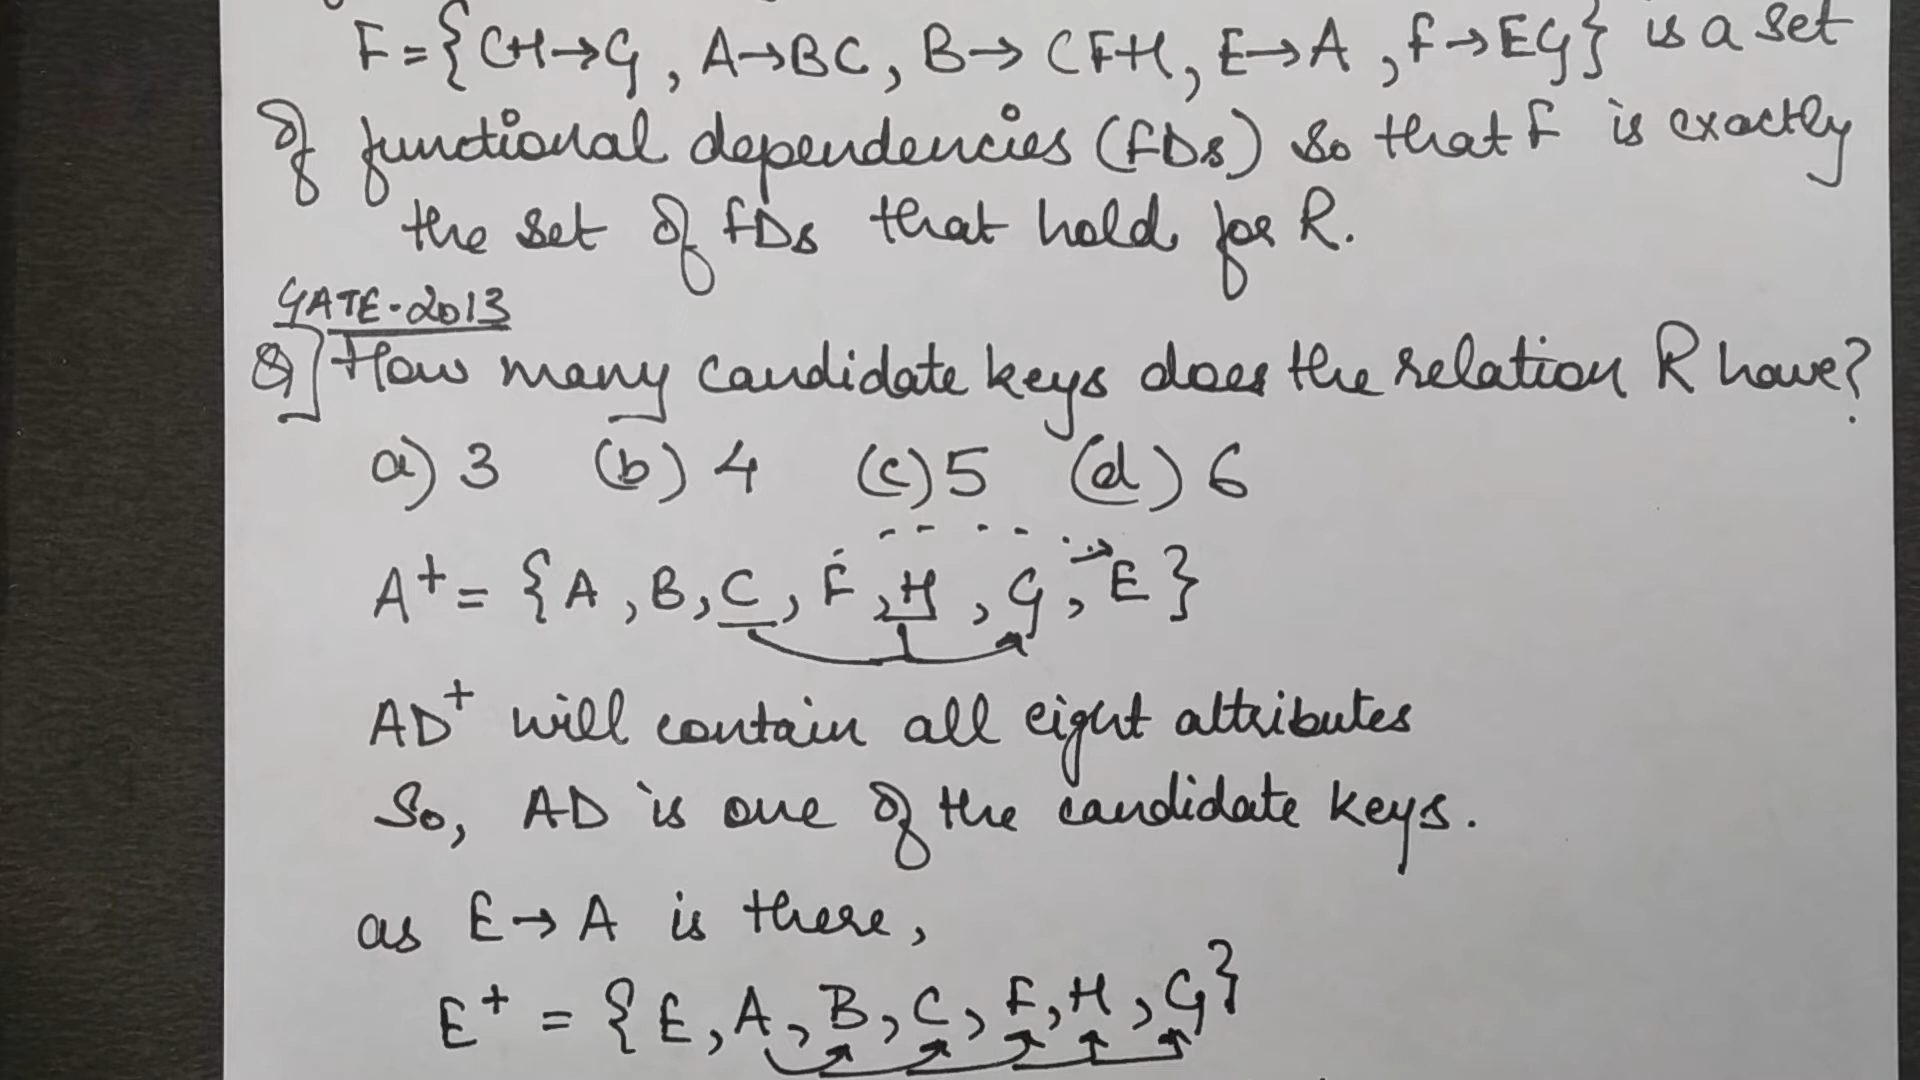 F={CH→G, A→BC, B→CFH, E→A, F→EG} is a set
of functional dependencies (FDs) so that F is exactly
the set of FDs that hold for R.
GATE-2013
Q] How many candidate keys does the relation R have?
a) 3 (b) 4 (c) 5 (d) 6
A+ = {A, B, C, F, H, G, E}
AD+ will contain all eight attributes
So, AD is one of the candidate keys.
as E→A is there,
E+ = {E, A, B, C, F, H, G}